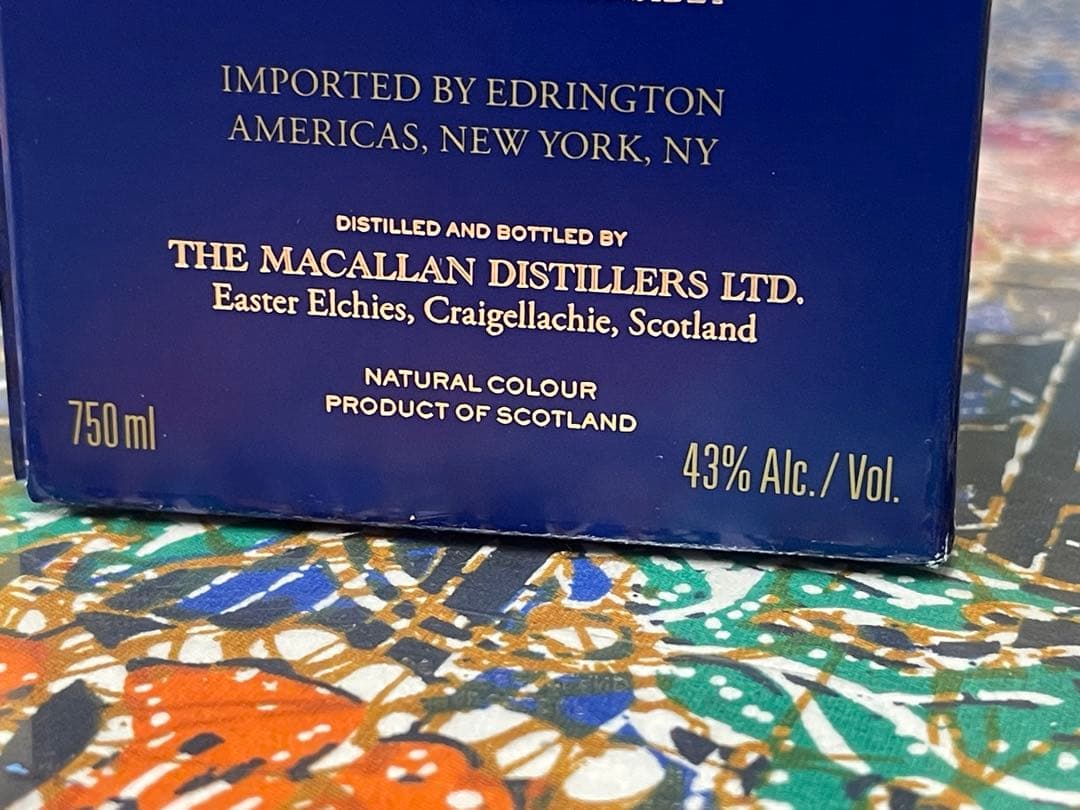 IMPORTED BY EDRINGTON
AMERICAS, NEW YORK, NY
DISTILLED AND BOTTLED BY
THE MACALLAN DISTILLERS LTD.
Easter Elchies, Craigellachie, Scotland
NATURAL COLOUR
PRODUCT OF SCOTLAND
750 ml
43% Alc. / Vol.